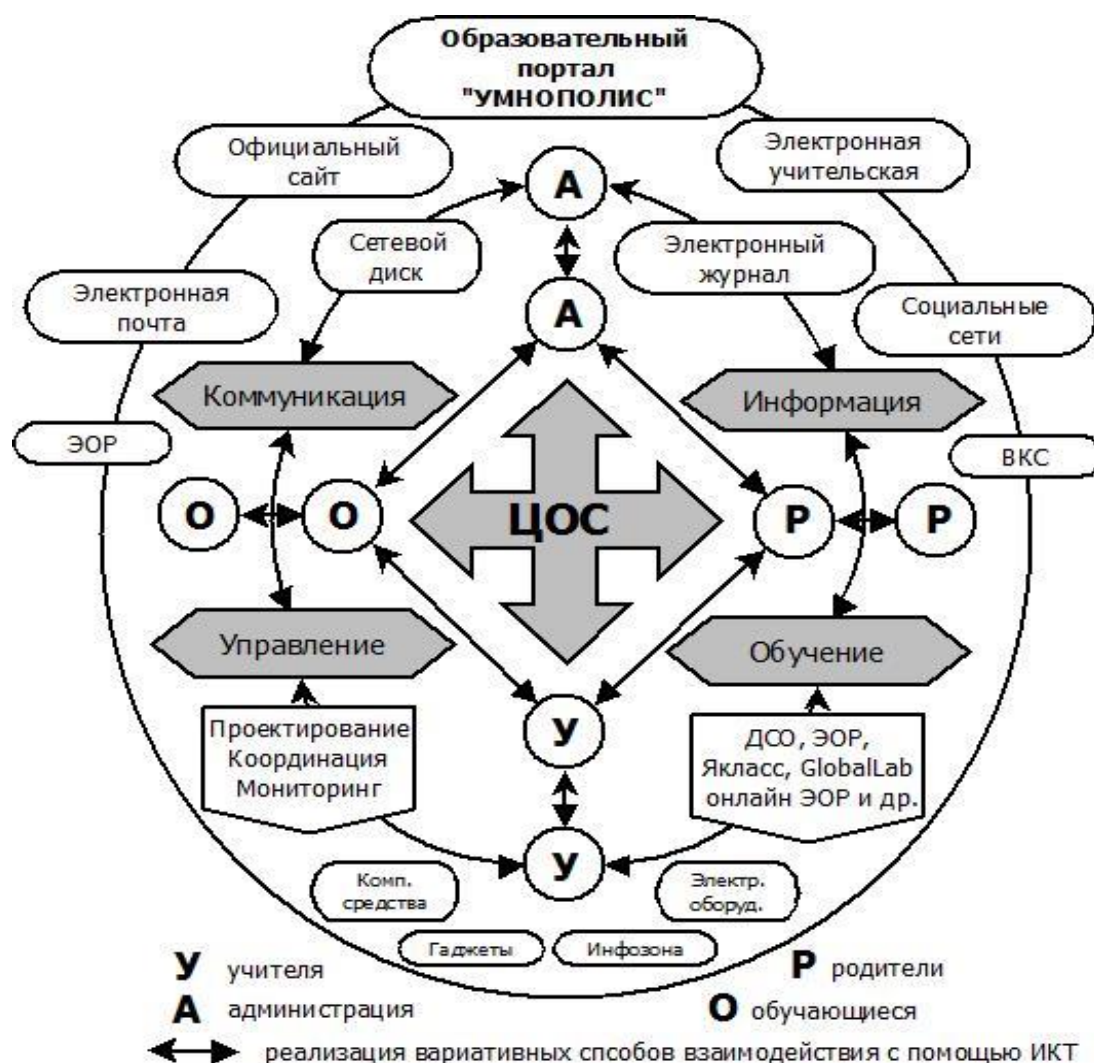 Образовательный
портал
"УМНОПОЛИС"
Официальный
сайт
Электронная
учительская
А
Сетевой
диск
Электронный
журнал
Электронная
почта
А
Социальные
сети
Коммуникация
Информация
ЭОР
ВКС
О
О
ЦОС
Р
Р
Управление
Обучение
Проектирование
Координация
Мониторинг
ДСО, ЭОР,
Якласс, GlobalLab
онлайн ЭОР и др.
У
У
Комп.
средства
Электр.
оборуд.
Гаджеты
Инфозона
У учителя
Р родители
А администрация
О обучающиеся
реализация вариативных спсобов взаимодействия с помощью ИКТ